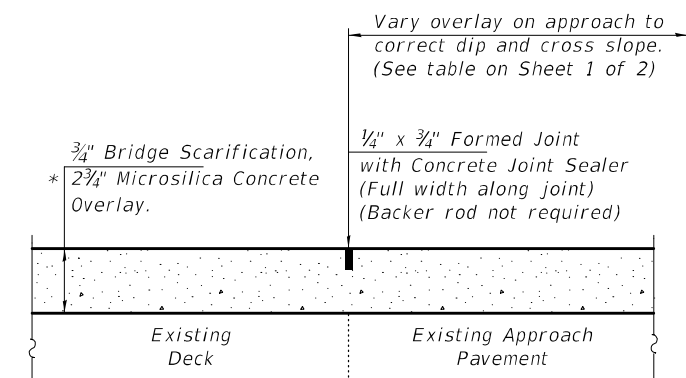 Vary overlay on approach to
correct dip and cross slope.
(See table on Sheet 1 of 2)
¾" Bridge Scarification,
* 2¾" Microsilica Concrete
Overlay.
¼" x ¾" Formed Joint
with Concrete Joint Sealer
(Full width along joint)
(Backer rod not required)
Existing
Deck
Existing Approach
Pavement